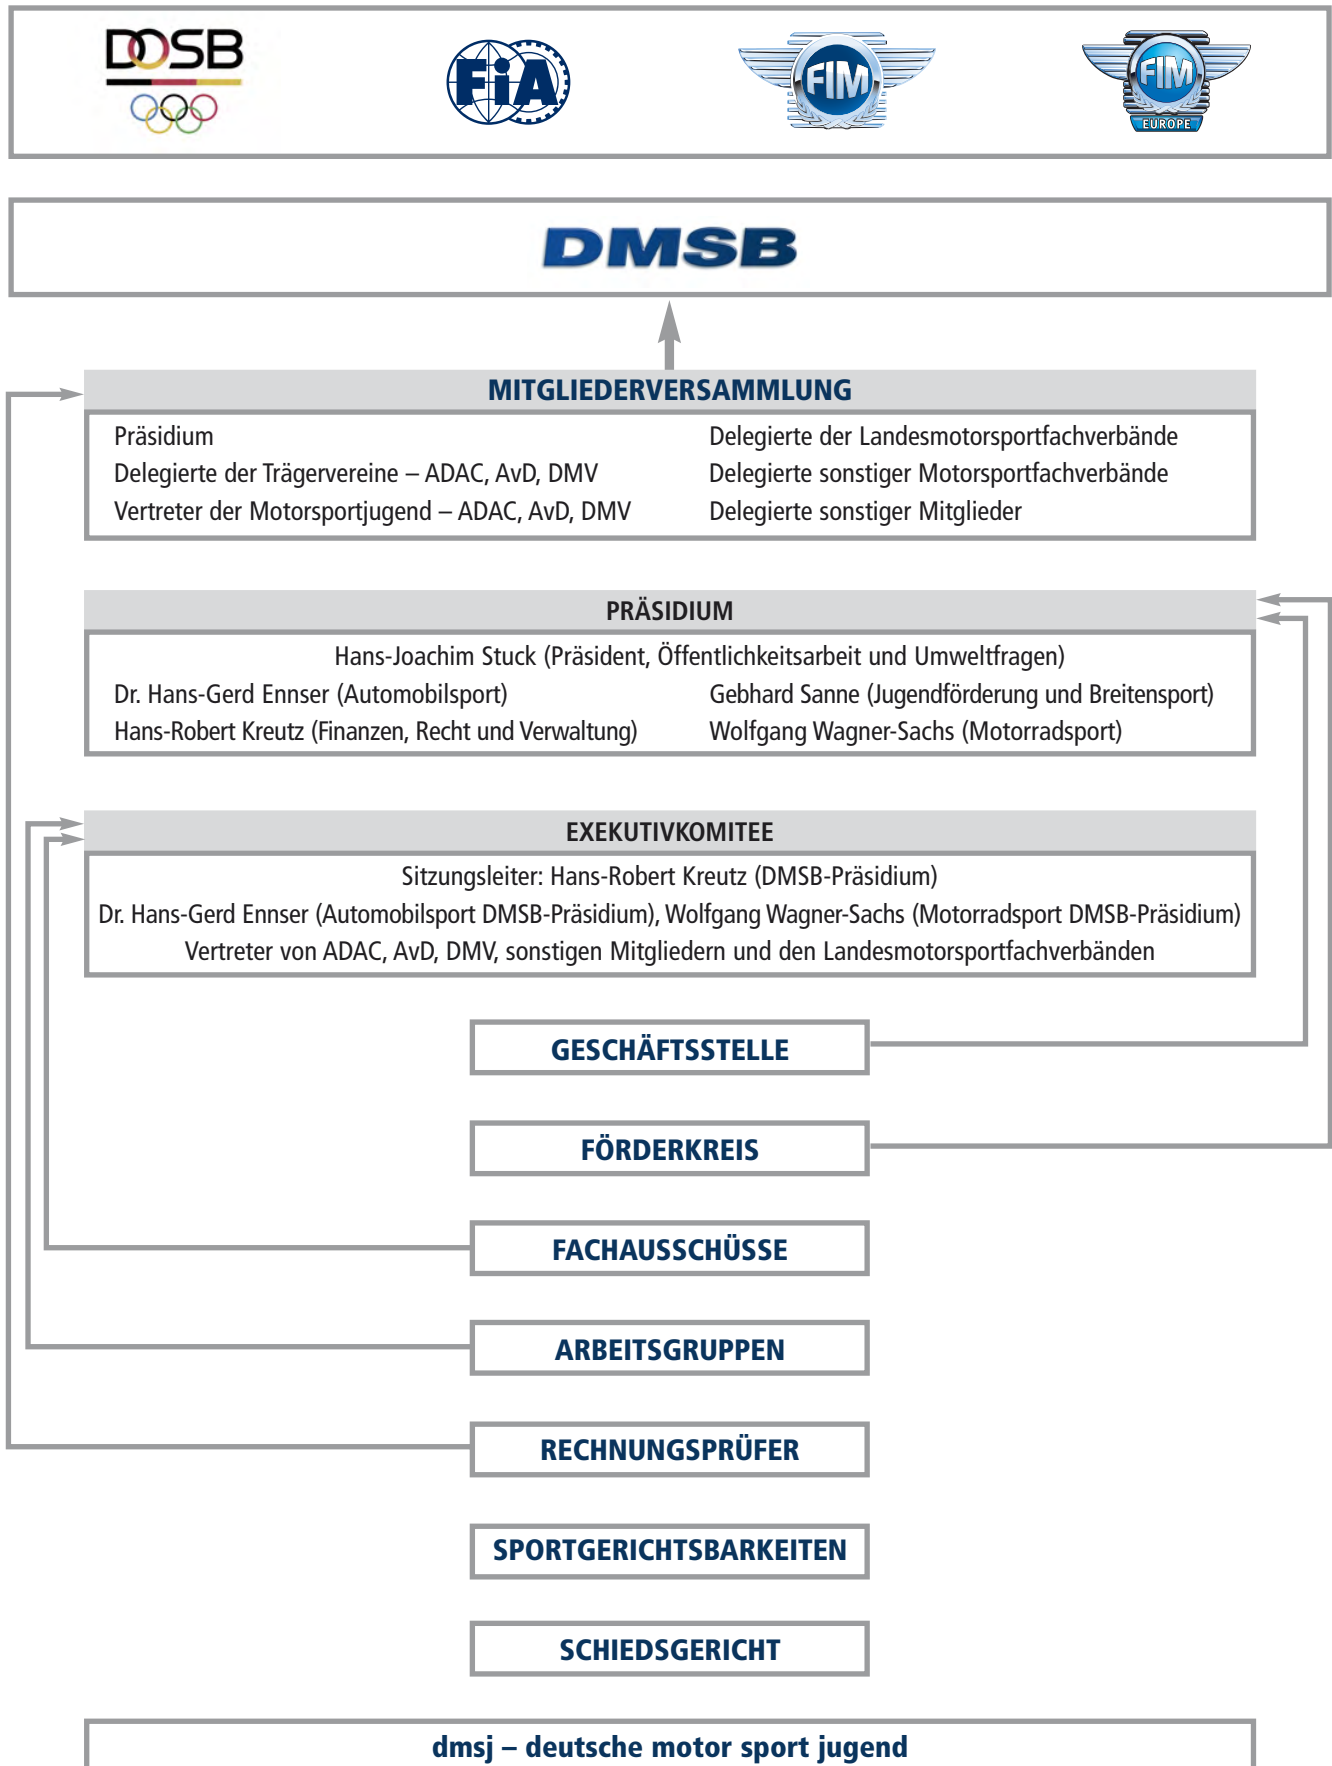 DOSB
FiA
FIM
FIM
EUROPE
DMSB
MITGLIEDERVERSAMMLUNG
Präsidium
Delegierte der Trägervereine – ADAC, AvD, DMV
Vertreter der Motorsportjugend – ADAC, AvD, DMV
Delegierte der Landesmotorsportfachverbände
Delegierte sonstiger Motorsportfachverbände
Delegierte sonstiger Mitglieder
PRÄSIDIUM
Hans-Joachim Stuck (Präsident, Öffentlichkeitsarbeit und Umweltfragen)
Dr. Hans-Gerd Ennser (Automobilsport)
Hans-Robert Kreutz (Finanzen, Recht und Verwaltung)
Gebhard Sanne (Jugendförderung und Breitensport)
Wolfgang Wagner-Sachs (Motorradsport)
EXEKUTIVKOMITEE
Sitzungsleiter: Hans-Robert Kreutz (DMSB-Präsidium)
Dr. Hans-Gerd Ennser (Automobilsport DMSB-Präsidium), Wolfgang Wagner-Sachs (Motorradsport DMSB-Präsidium)
Vertreter von ADAC, AvD, DMV, sonstigen Mitgliedern und den Landesmotorsportfachverbänden
GESCHÄFTSSTELLE
FÖRDERKREIS
FACHAUSSCHÜSSE
ARBEITSGRUPPEN
RECHNUNGSPRÜFER
SPORTGERICHTSBARKEITEN
SCHIEDSGERICHT
dmsj – deutsche motor sport jugend